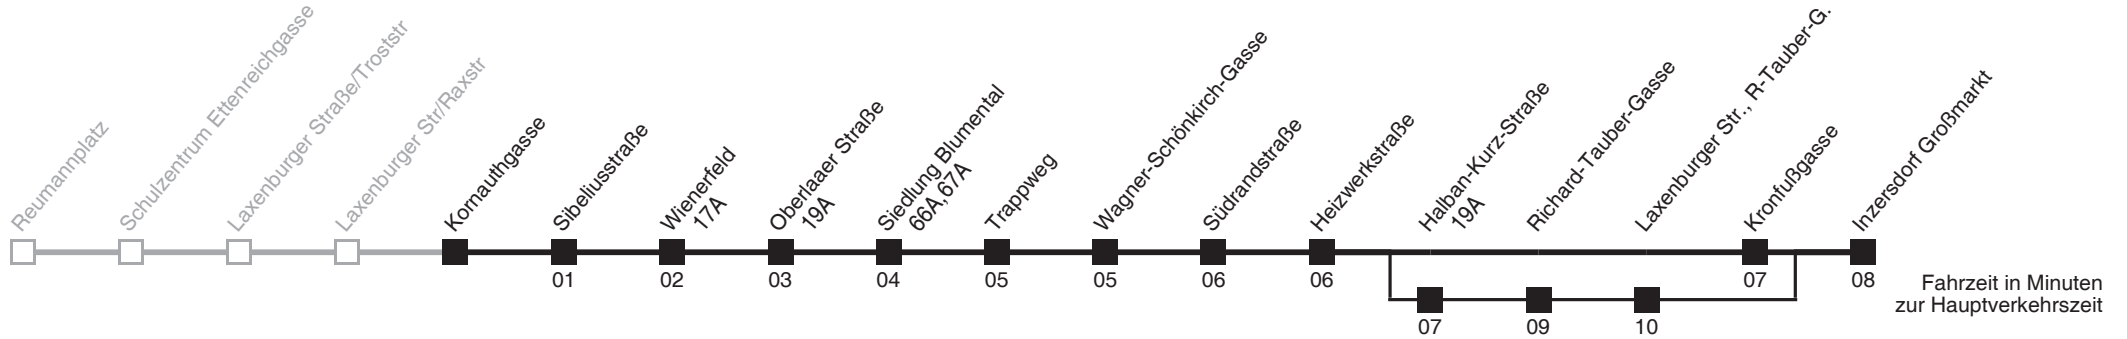 Reumannplatz
Schulzentrum Ettenreichgasse
Laxenburger Straße/Troststr
Laxenburger Str/Raxstr
Kornauthgasse
Sibeliusstraße
Wienerfeld
17A
Oberlaaer Straße
19A
Siedlung Blumental
66A,67A
Trappweg
Wagner-Schönkirch-Gasse
Südrandstraße
Heizwerkstraße
Halban-Kurz-Straße
19A
Richard-Tauber-Gasse
Laxenburger Str., R-Tauber-G.
Kronfußgasse
Inzersdorf Großmarkt
01
02
03
04
05
05
06
06
07
08
07
09
10
Fahrzeit in Minuten
zur Hauptverkehrszeit